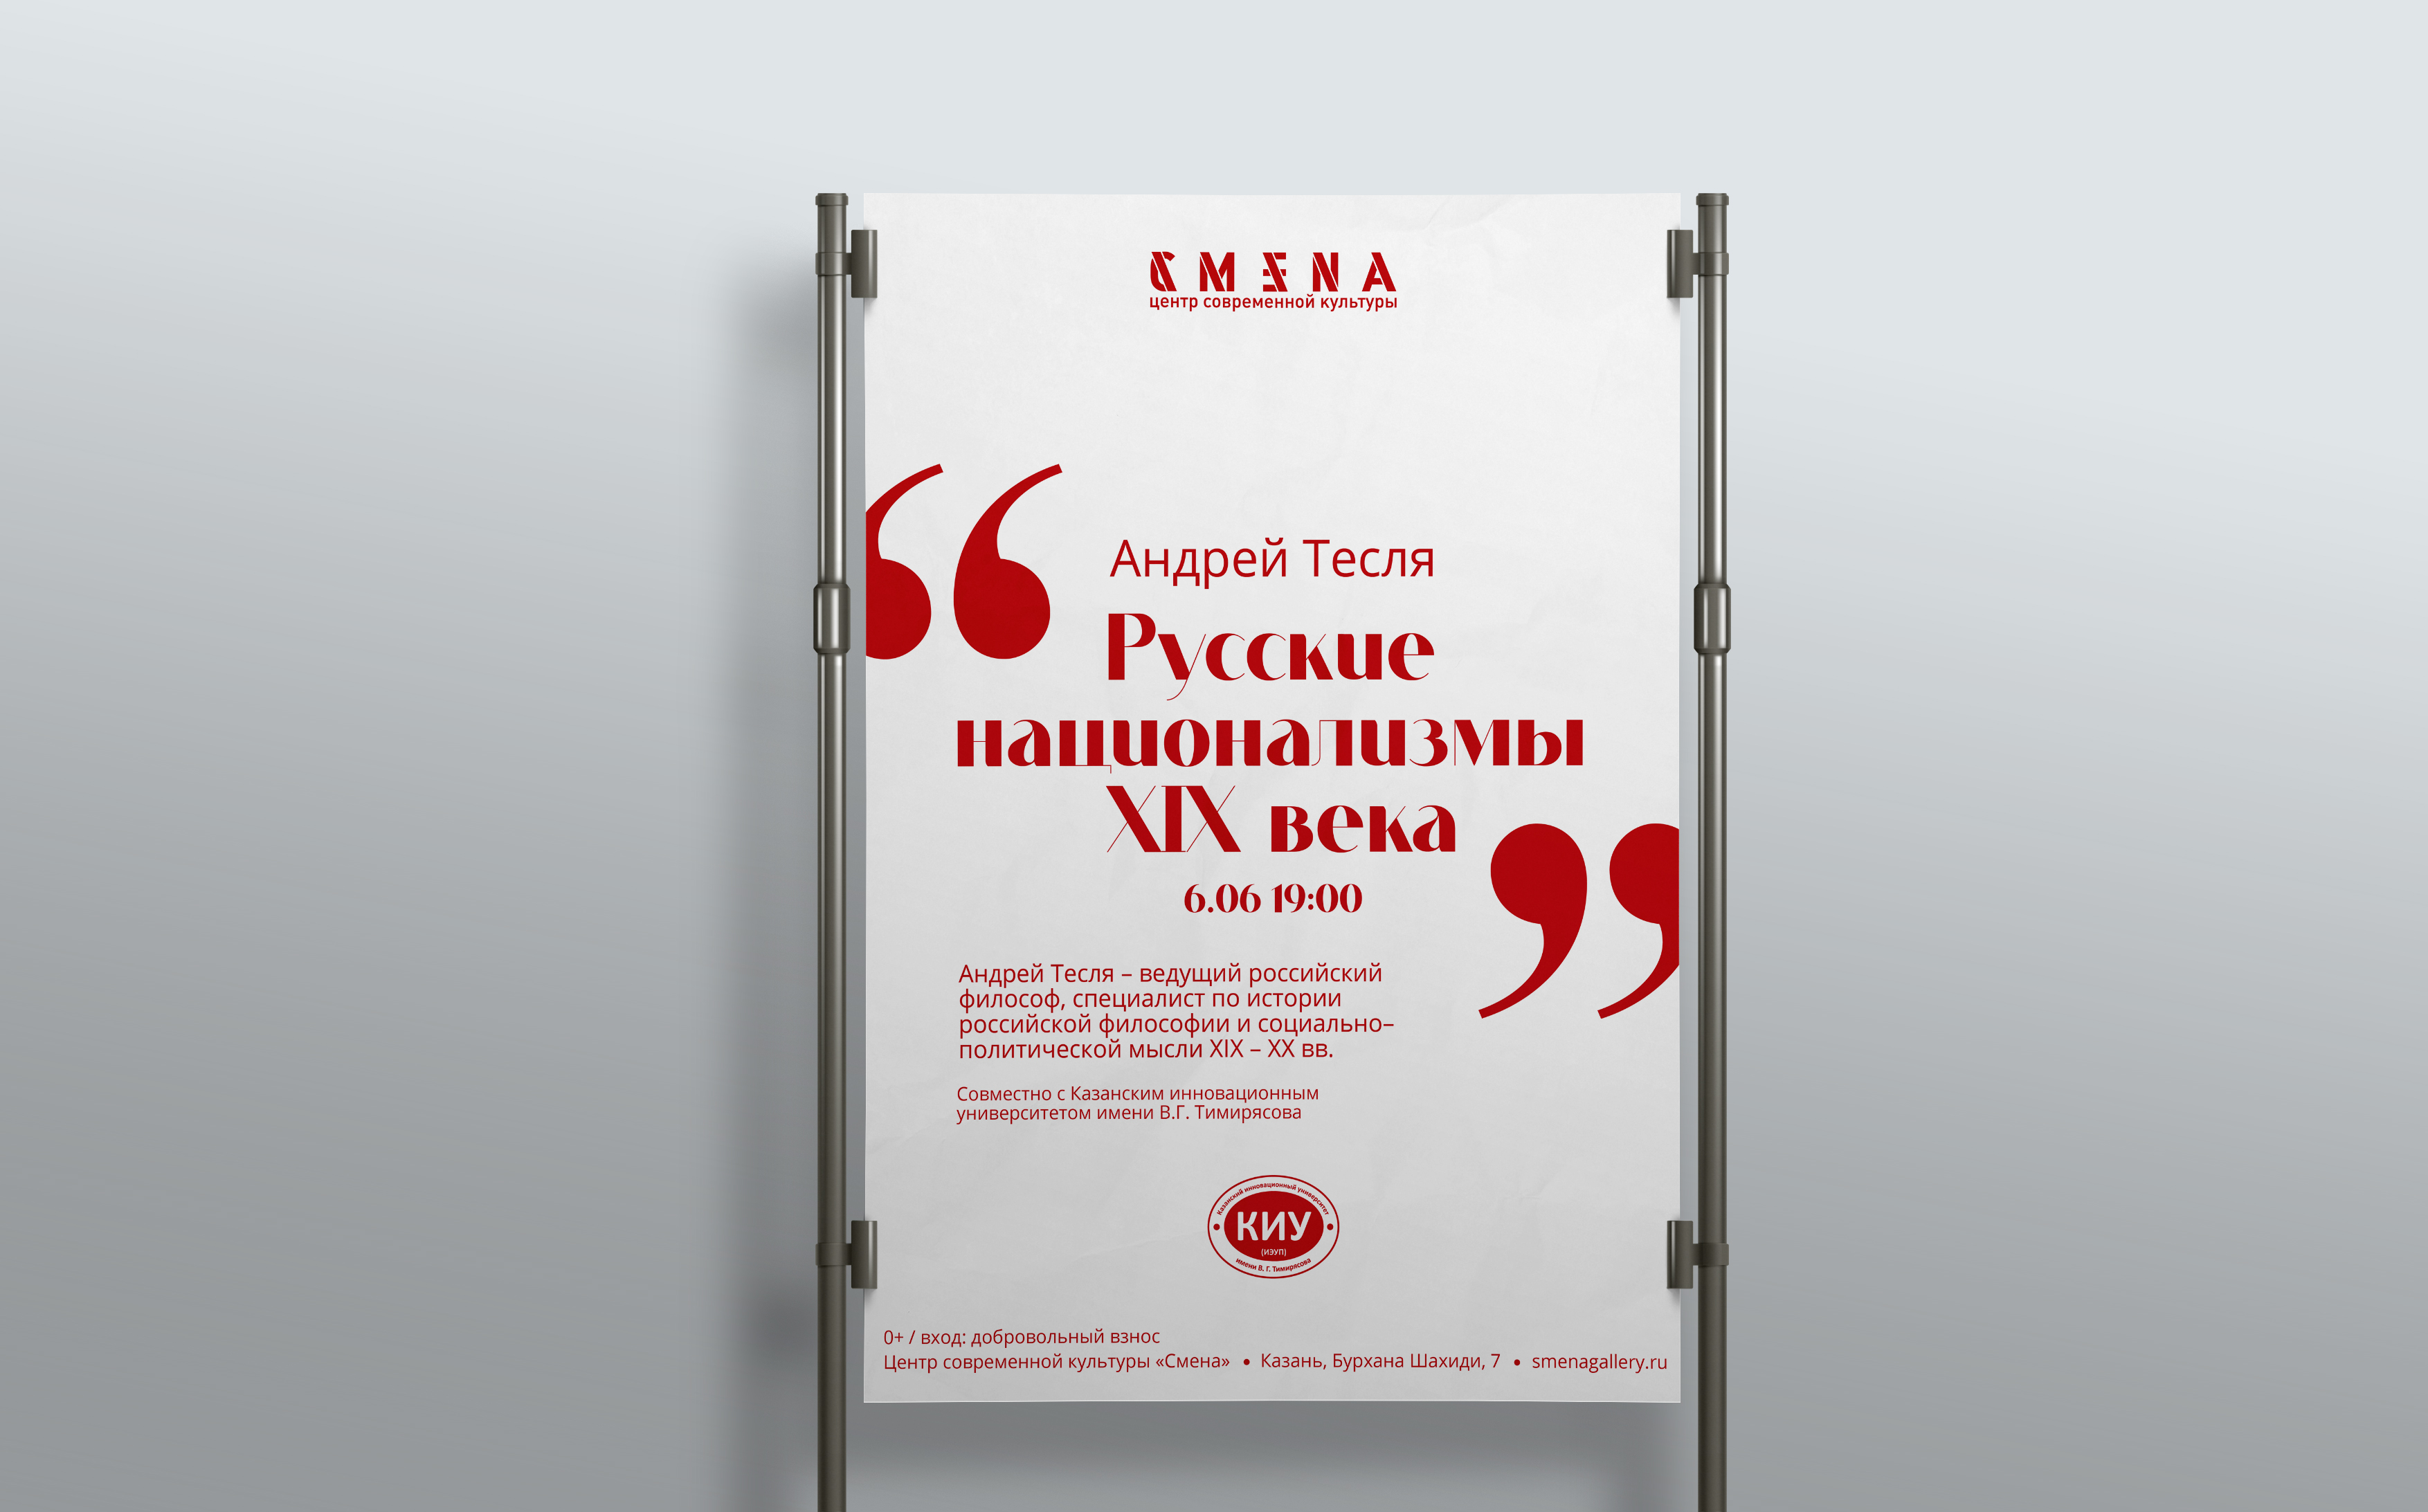 СМЕNA
центр современной культуры
“
Андрей Тесля
Русские
национализмы
XIX века
6.06 19:00
”
Андрей Тесля – ведущий российский
философ, специалист по истории
российской философии и социально–
политической мысли XIX – XX вв.
Совместно с Казанским инновационным
университетом имени В.Г. Тимирясова
Казанский инновационный университет
КИУ
(ИЭУП)
имени В. Г. Тимирясова
0+ / вход: добровольный взнос
Центр современной культуры «Смена» • Казань, Бурхана Шахиди, 7 • smenagallery.ru